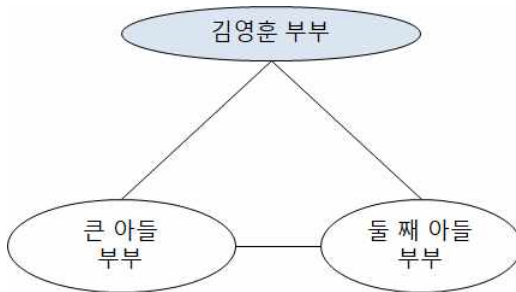 김영훈 부부
큰 아들
부부
둘 째 아들
부부